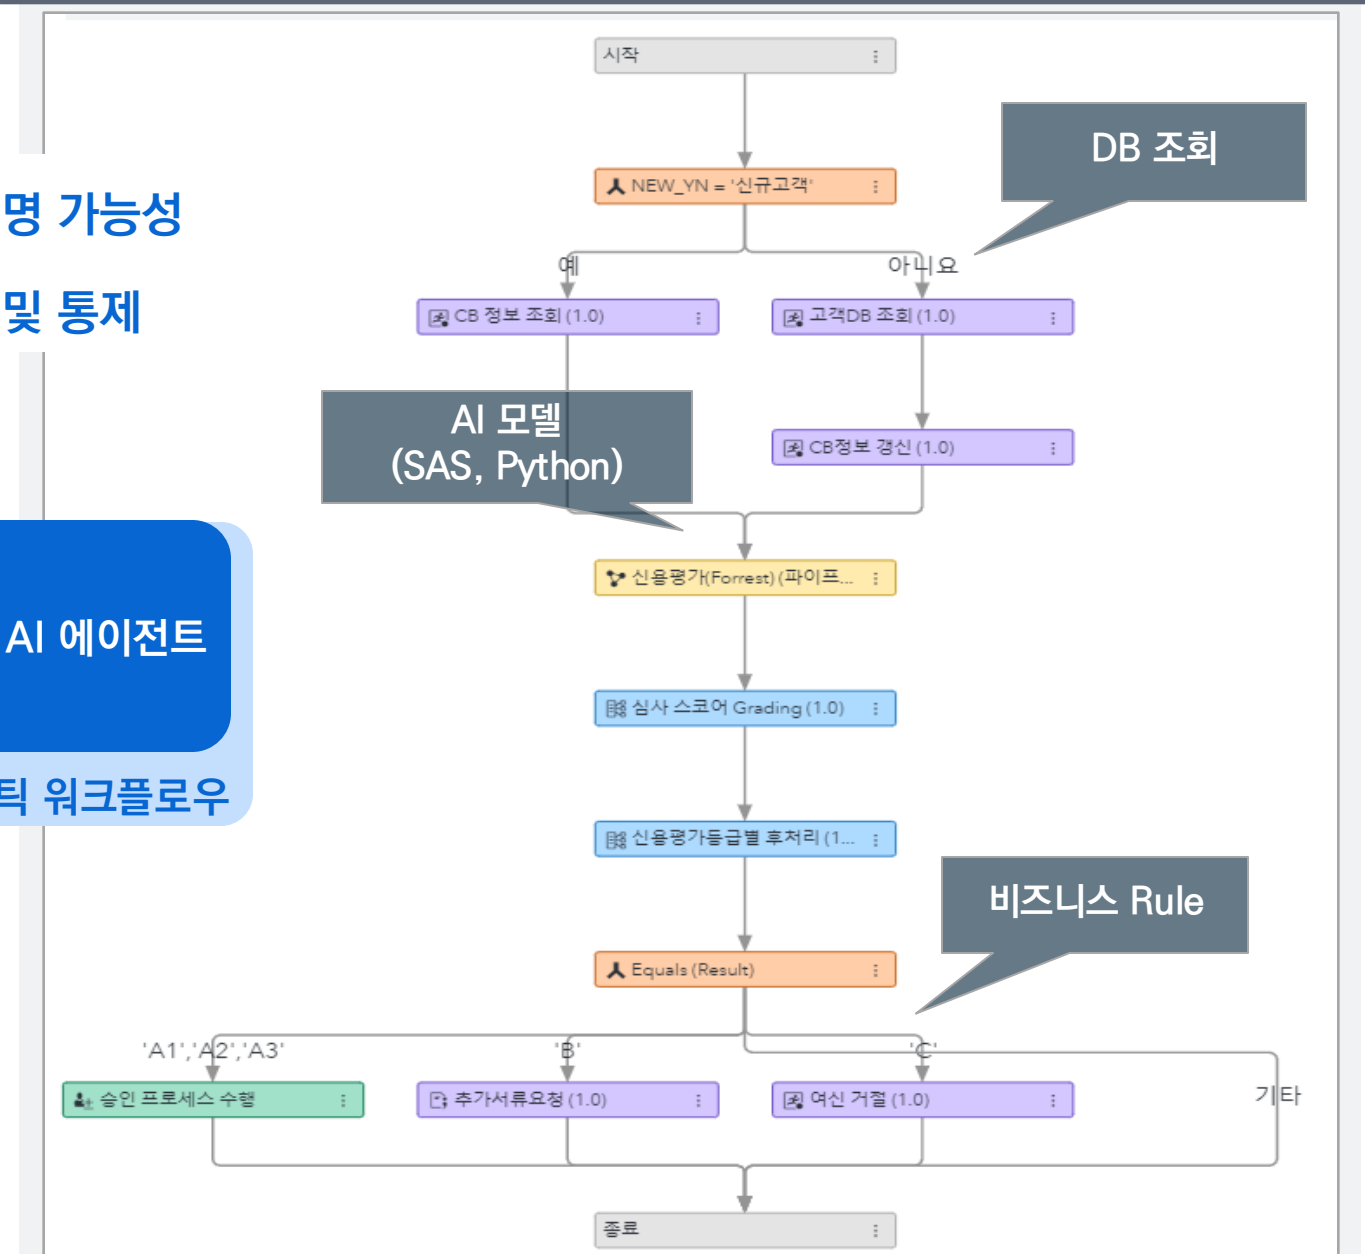 시작
DB 조회
NEW_YN = '신규고객'
명 가능성
예
아니요
및 통제
CB 정보 조회 (1.0)
고객DB 조회 (1.0)
AI 모델
(SAS, Python)
CB정보 갱신 (1.0)
신용평가(Forrest) (파이프...
AI 에이전트
심사 스코어 Grading (1.0)
틱 워크플로우
신용평가등급별 후처리 (1...
비즈니스 Rule
Equals (Result)
'A1','A2','A3'
'B'
'C'
기타
승인 프로세스 수행
추가서류요청 (1.0)
여신 거절 (1.0)
종료